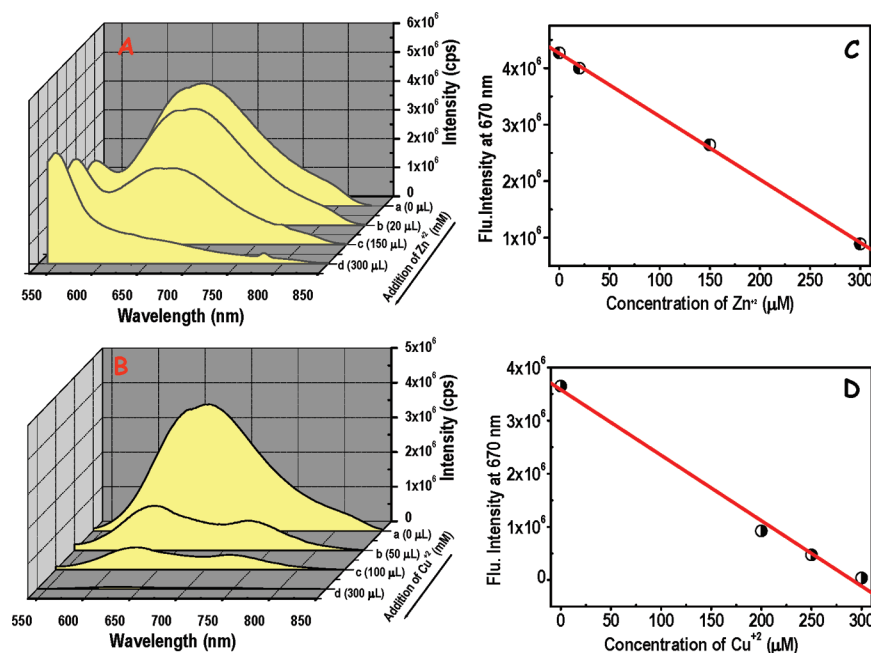 A
6x10⁶
5x10⁶
4x10⁶
3x10⁶
2x10⁶
1x10⁶
0
Intensity (cps)
a (0 µL)
b (20 µL)
c (150 µL)
d (300 µL)
Addition of Zn⁺² (mM)
550 600 650 700 750 800 850
Wavelength (nm)
C
4x10⁶
3x10⁶
2x10⁶
1x10⁶
Flu.Intensity at 670 nm
0 50 100 150 200 250 300
Concentration of Zn⁺² (µM)
B
5x10⁶
4x10⁶
3x10⁶
2x10⁶
1x10⁶
0
Intensity (cps)
a (0 µL)
b (50 µL)
c (100 µL)
d (300 µL)
Addition of Cu⁺² (mM)
550 600 650 700 750 800 850
Wavelength (nm)
D
4x10⁶
3x10⁶
2x10⁶
1x10⁶
0
Flu. Intensity at 670 nm
0 50 100 150 200 250 300
Concentration of Cu⁺² (µM)